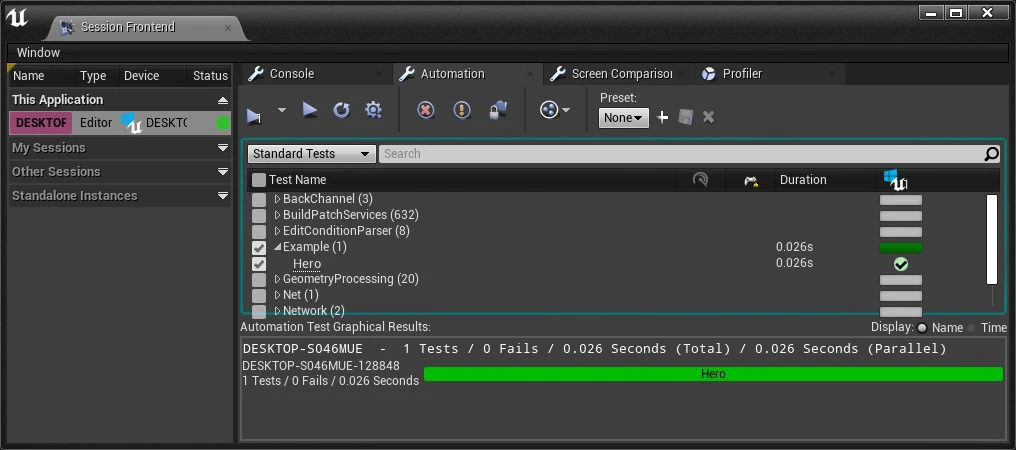 Session Frontend
Window
Name Type Device Status
This Application
DESKTOP Editor DESKTO
My Sessions
Other Sessions
Standalone Instances
Console
Automation
Screen Comparison
Profiler
Preset:
None
Standard Tests
Search
Test Name Duration
BackChannel (3)
BuildPatchServices (632)
EditConditionParser (8)
Example (1) 0.026s
Hero 0.026s
GeometryProcessing (20)
Net (1)
Network (2)
Automation Test Graphical Results:
Display: Name Time
DESKTOP-S046MUE - 1 Tests / 0 Fails / 0.026 Seconds (Total) / 0.026 Seconds (Parallel)
DESKTOP-S046MUE-128848
1 Tests / 0 Fails / 0.026 Seconds
Hero